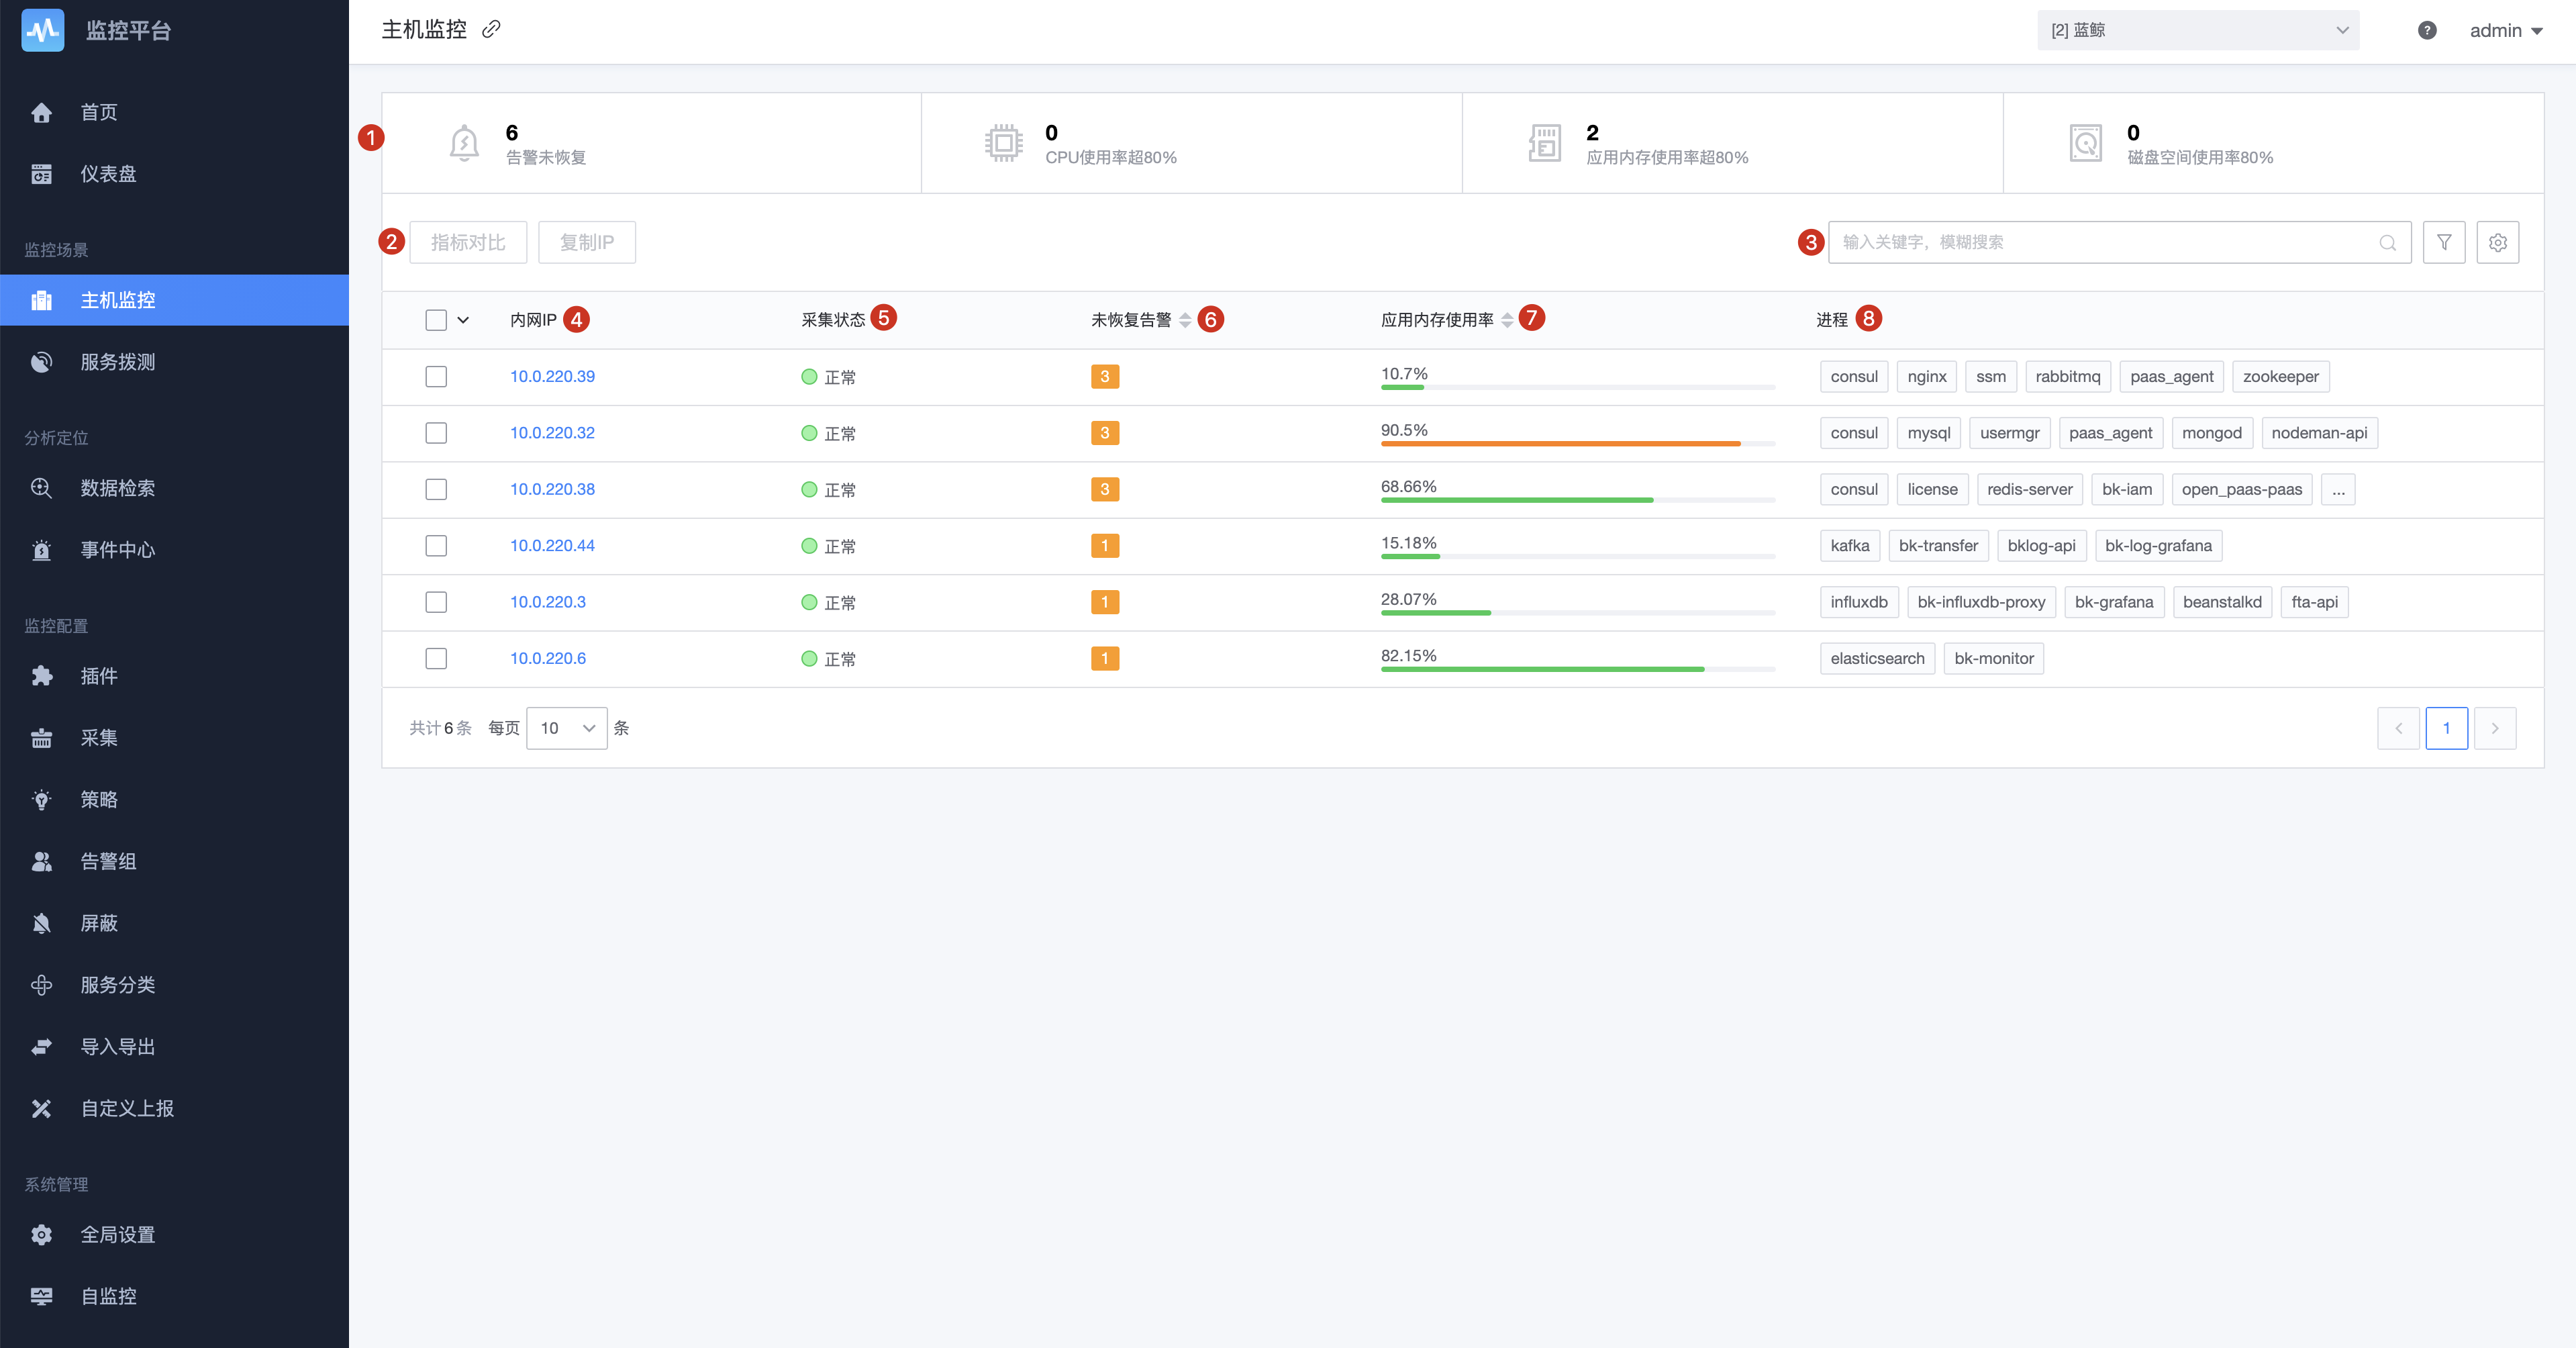 监控平台
首页
仪表盘
监控场景
主机监控
服务拨测
分析定位
数据检索
事件中心
监控配置
插件
采集
策略
告警组
屏蔽
服务分类
导入导出
自定义上报
系统管理
全局设置
自监控
主机监控
[2] 蓝鲸
? admin
1
6
告警未恢复
0
CPU使用率超80%
2
应用内存使用率超80%
0
磁盘空间使用率80%
2 指标对比 复制IP 3 输入关键字，模糊搜索
内网IP 4 采集状态 5 未恢复告警 6 应用内存使用率 7 进程 8
10.0.220.39 正常 3 10.7% consul nginx ssm rabbitmq paas_agent zookeeper
10.0.220.32 正常 3 90.5% consul mysql usermgr paas_agent mongod nodeman-api
10.0.220.38 正常 3 68.66% consul license redis-server bk-iam open_paas-paas ...
10.0.220.44 正常 1 15.18% kafka bk-transfer bklog-api bk-log-grafana
10.0.220.3 正常 1 28.07% influxdb bk-influxdb-proxy bk-grafana beanstalkd fta-api
10.0.220.6 正常 1 82.15% elasticsearch bk-monitor
共计6条 每页 10 条 1